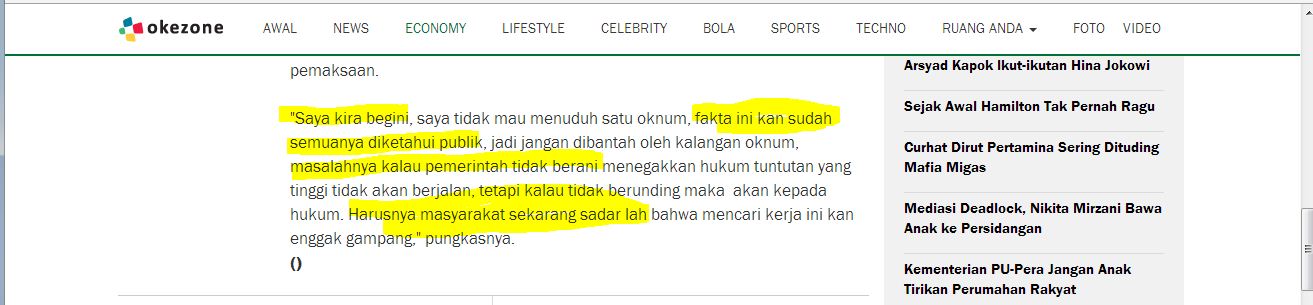 okezone AWAL NEWS ECONOMY LIFESTYLE CELEBRITY BOLA SPORTS TECHNO RUANG ANDA FOTO VIDEO
pemaksaan.
"Saya kira begini, saya tidak mau menuduh satu oknum, fakta ini kan sudah
semuanya diketahui publik, jadi jangan dibantah oleh kalangan oknum,
masalahnya kalau pemerintah tidak berani menegakkan hukum tuntutan yang
tinggi tidak akan berjalan, tetapi kalau tidak berunding maka akan kepada
hukum. Harusnya masyarakat sekarang sadar lah bahwa mencari kerja ini kan
enggak gampang," pungkasnya.
()
Arsyad Kapok Ikut-ikutan Hina Jokowi
Sejak Awal Hamilton Tak Pernah Ragu
Curhat Dirut Pertamina Sering Dituding
Mafia Migas
Mediasi Deadlock, Nikita Mirzani Bawa
Anak ke Persidangan
Kementerian PU-Pera Jangan Anak
Tirikan Perumahan Rakyat